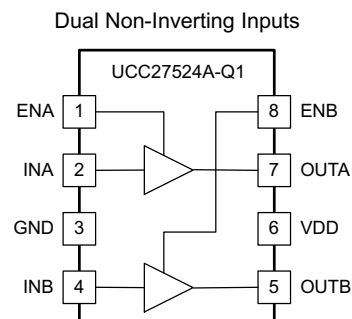 Dual Non-Inverting Inputs
UCC27524A-Q1
ENA 1 8 ENB
INA 2 7 OUTA
GND 3 6 VDD
INB 4 5 OUTB